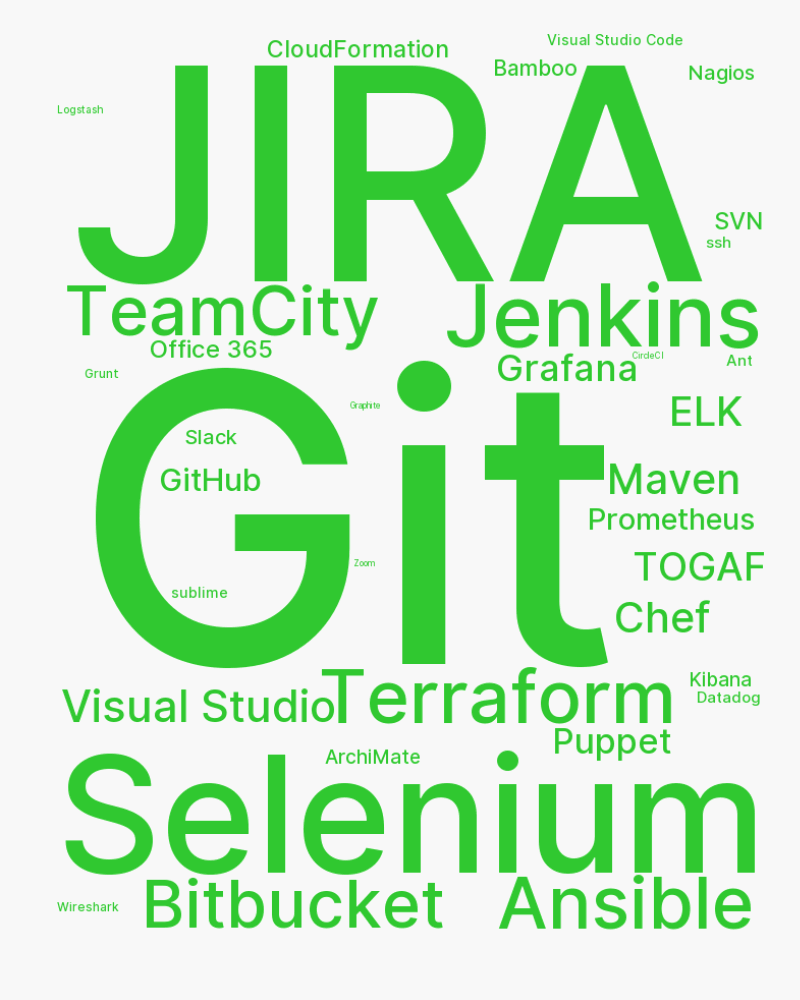 Visual Studio Code
CloudFormation
Bamboo
Nagios
Logstash
JIRA
SVN
ssh
TeamCity
Jenkins
Office 365
CircleCI
Ant
Grafana
Grunt
Graphite
ELK
Slack
GitHub
Git
Maven
Prometheus
Zoom
TOGAF
sublime
Chef
Kibana
Datadog
Visual Studio
Terraform
Puppet
ArchiMate
Selenium
Wireshark
Bitbucket
Ansible